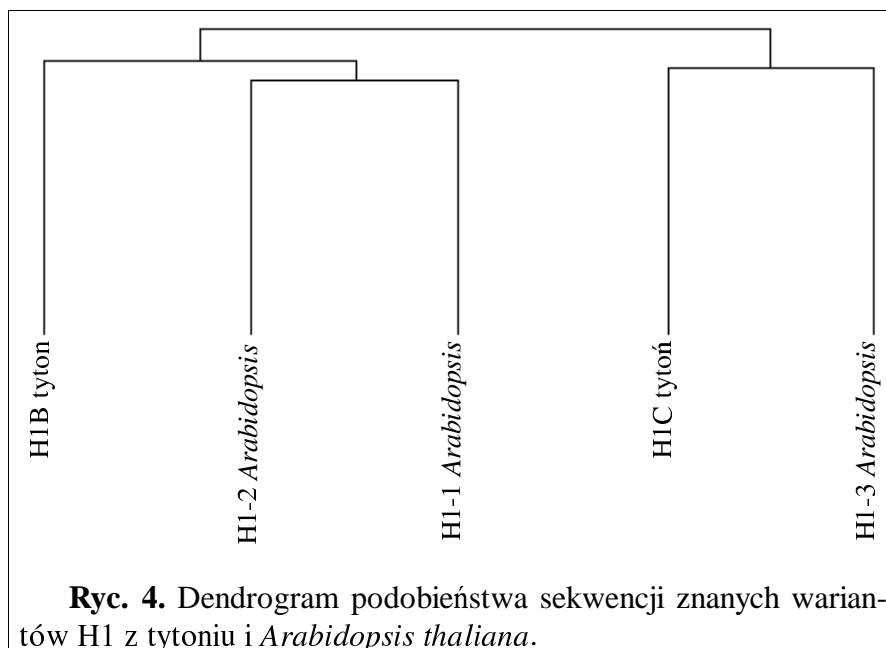 H1B tyton
H1-2 Arabidopsis
H1-1 Arabidopsis
H1C tytoń
H1-3 Arabidopsis
Ryc. 4. Dendrogram podobieństwa sekwencji znanych warian-
tów H1 z tytoniu i Arabidopsis thaliana.